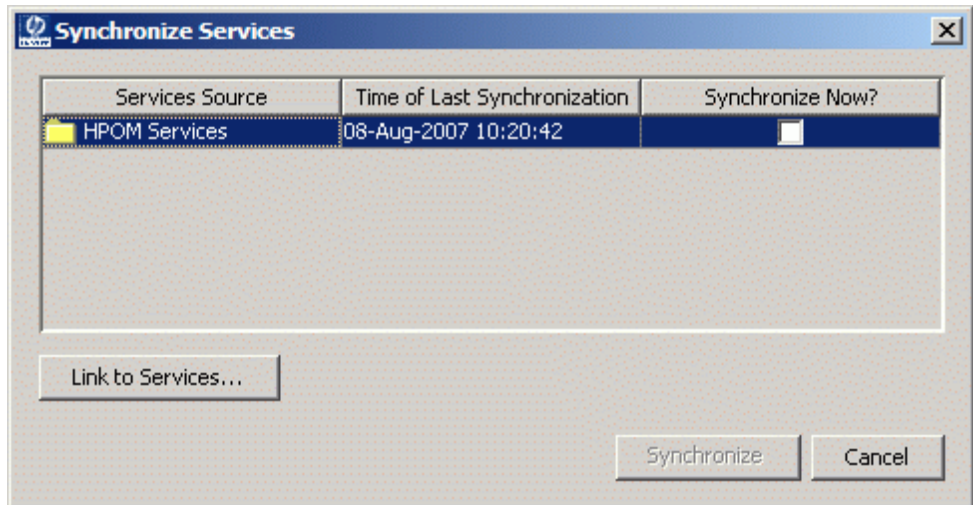 Synchronize Services
Services Source Time of Last Synchronization Synchronize Now?
HPOM Services 08-Aug-2007 10:20:42
Link to Services...
Synchronize Cancel